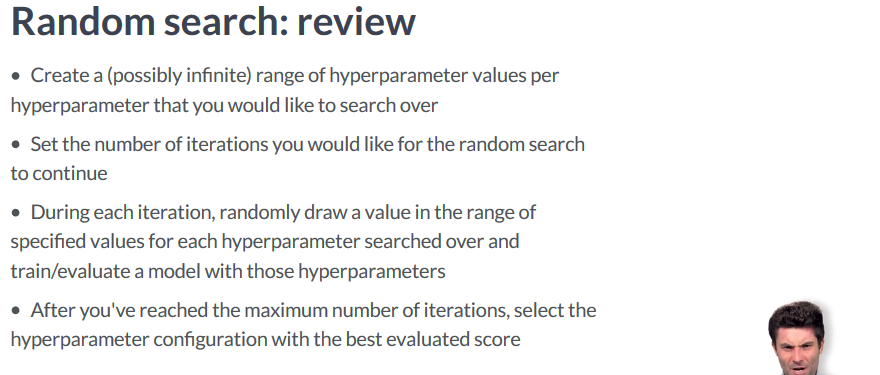 Random search: review
• Create a (possibly infinite) range of hyperparameter values per
hyperparameter that you would like to search over
• Set the number of iterations you would like for the random search
to continue
• During each iteration, randomly draw a value in the range of
specified values for each hyperparameter searched over and
train/evaluate a model with those hyperparameters
• After you've reached the maximum number of iterations, select the
hyperparameter configuration with the best evaluated score